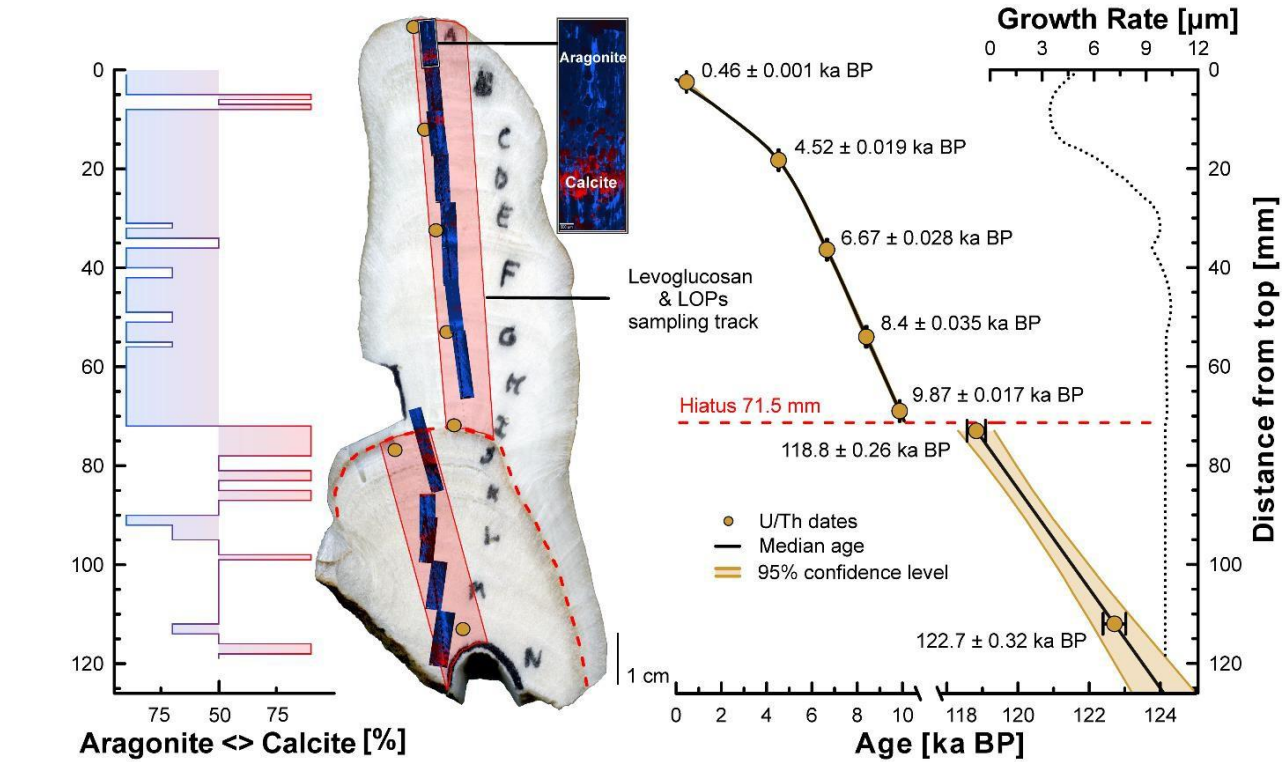 Growth Rate [µm]
0 3 6 9 12
0
20
40
60
80
100
120
75 50 75
Aragonite <> Calcite [%]
A
C
D
E
F
G
L
M
N
Aragonite
Calcite
Levoglucosan
& LOPs
sampling track
1 cm
0.46 ± 0.001 ka BP
4.52 ± 0.019 ka BP
6.67 ± 0.028 ka BP
8.4 ± 0.035 ka BP
9.87 ± 0.017 ka BP
Hiatus 71.5 mm
118.8 ± 0.26 ka BP
U/Th dates
Median age
95% confidence level
122.7 ± 0.32 ka BP
0 2 4 6 8 10 118 120 122 124
Age [ka BP]
0
20
40
60
80
100
120
Distance from top [mm]